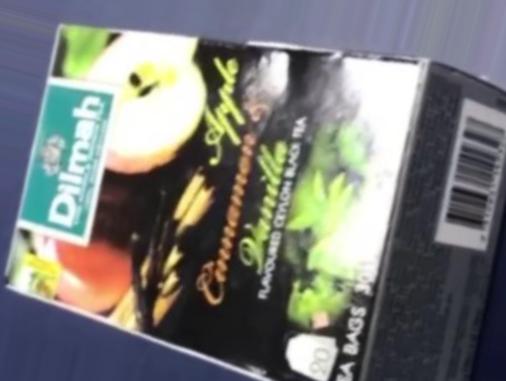 Dilmah
Apple
Cinnamon &
Vanilla
FLAVOURED CEYLON BLACK TEA
20
BAGS